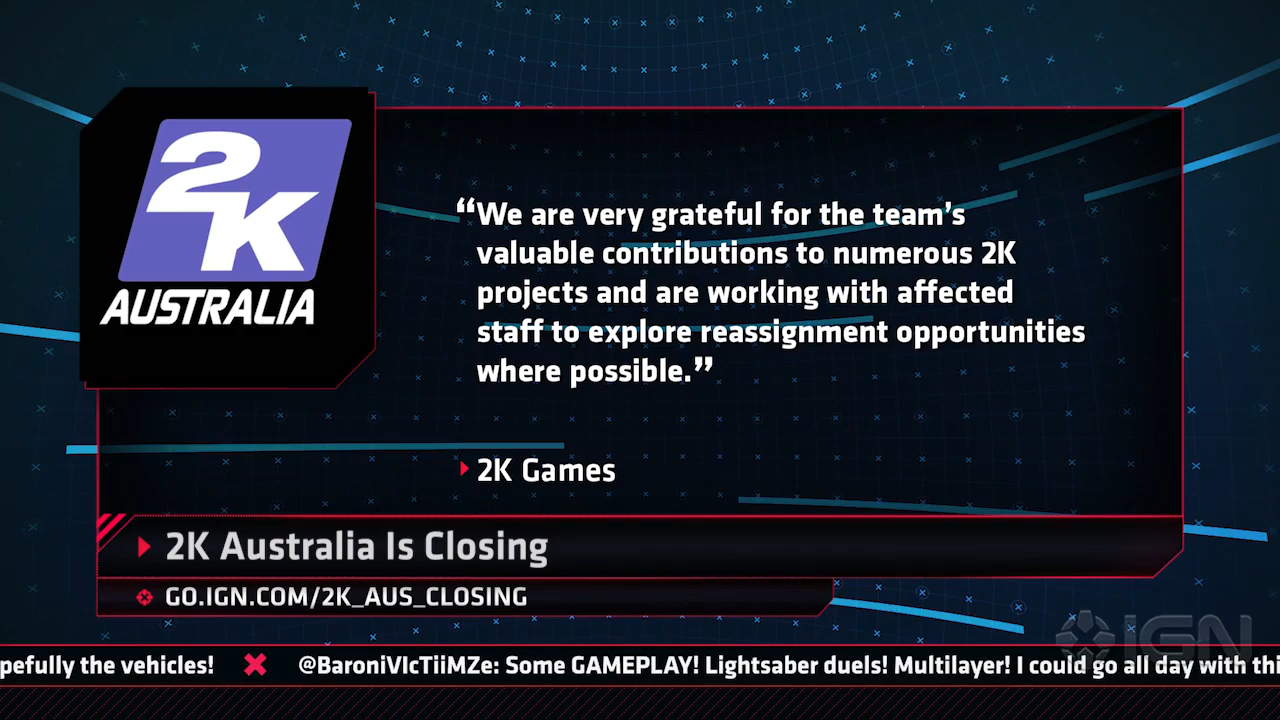 2K
AUSTRALIA
“We are very grateful for the team’s
valuable contributions to numerous 2K
projects and are working with affected
staff to explore reassignment opportunities
where possible.”
2K Games
2K Australia Is Closing
GO.IGN.COM/2K_AUS_CLOSING
IGN
pefully the vehicles! @BaroniVIcTiiMZe: Some GAMEPLAY! Lightsaber duels! Multilayer! I could go all day with thi